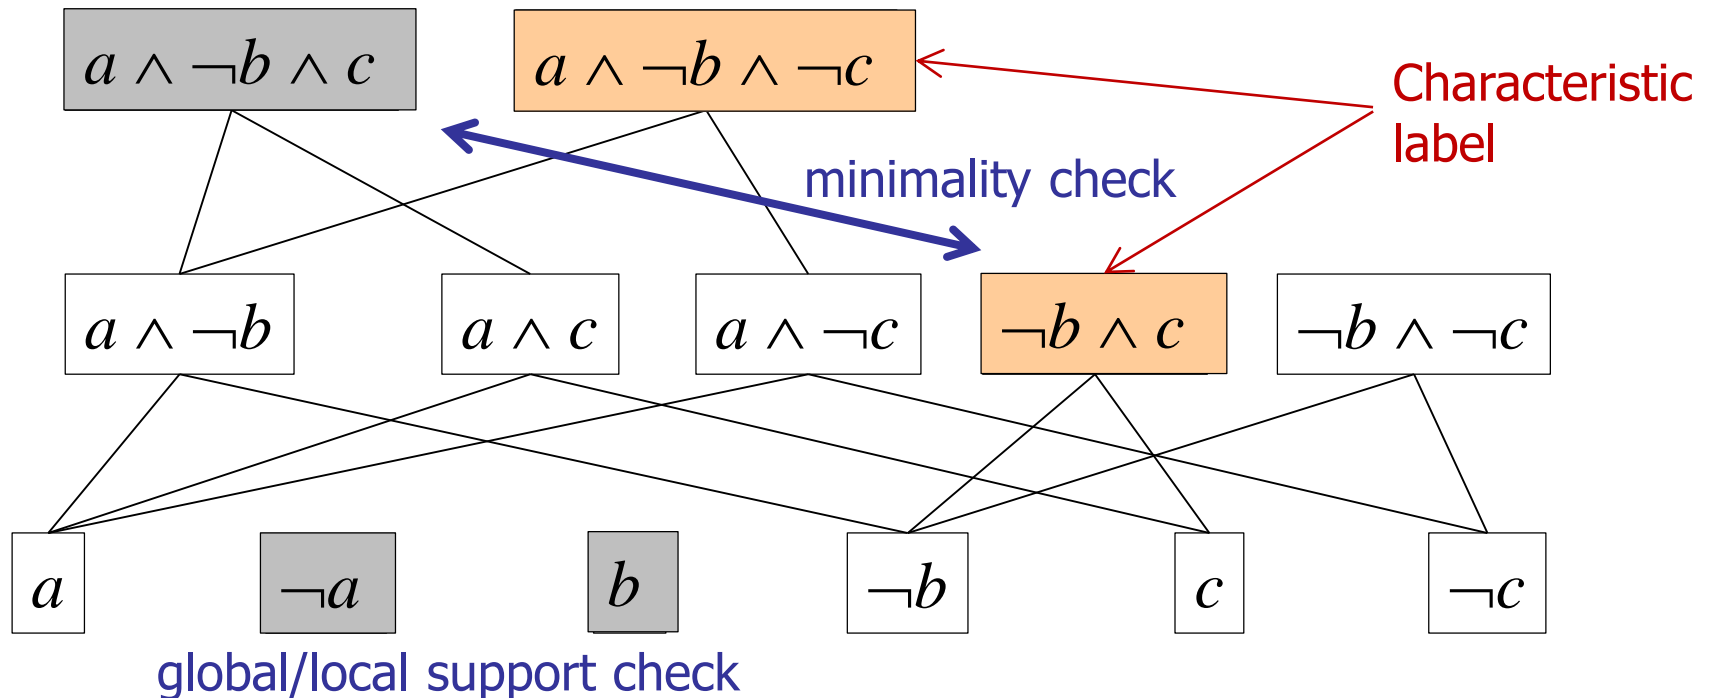 a ∧ ¬b ∧ c
a ∧ ¬b ∧ ¬c
Characteristic
label
minimality check
a ∧ ¬b
a ∧ c
a ∧ ¬c
¬b ∧ c
¬b ∧ ¬c
a
¬a
b
¬b
c
¬c
global/local support check